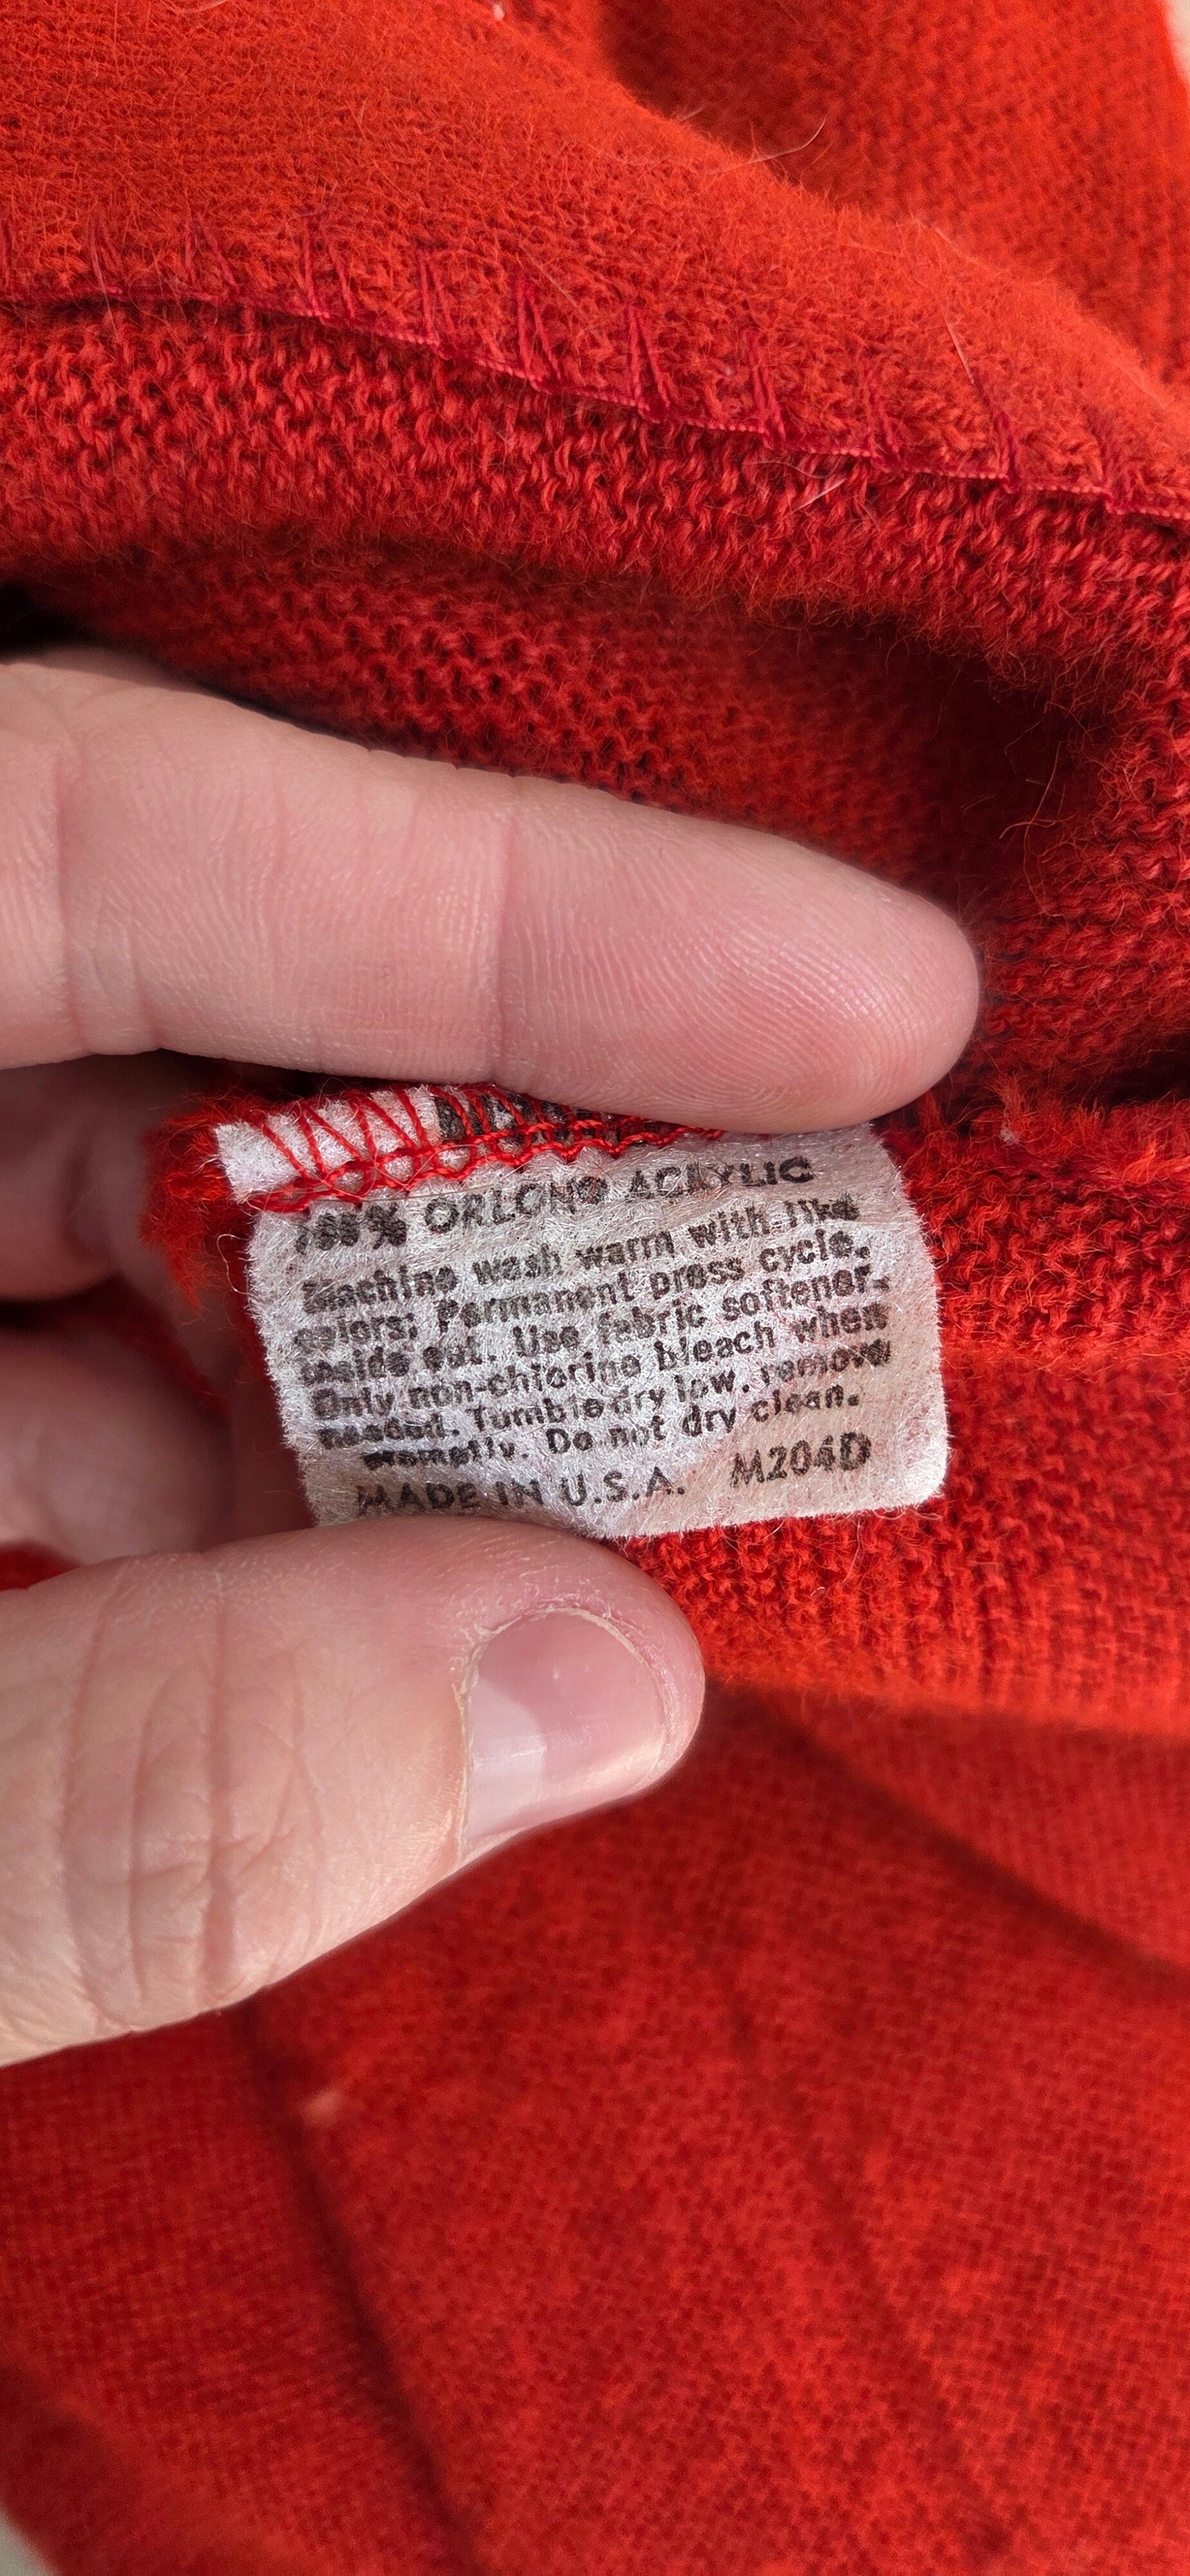 100% ORLON® ACRYLIC
Machine wash warm with like
colors; Permanent press cycle.
inside out. Use fabric softener.
Only non-chlorine bleach when
needed. Tumble dry low, remove
promptly. Do not dry clean.
MADE IN U.S.A. M204D